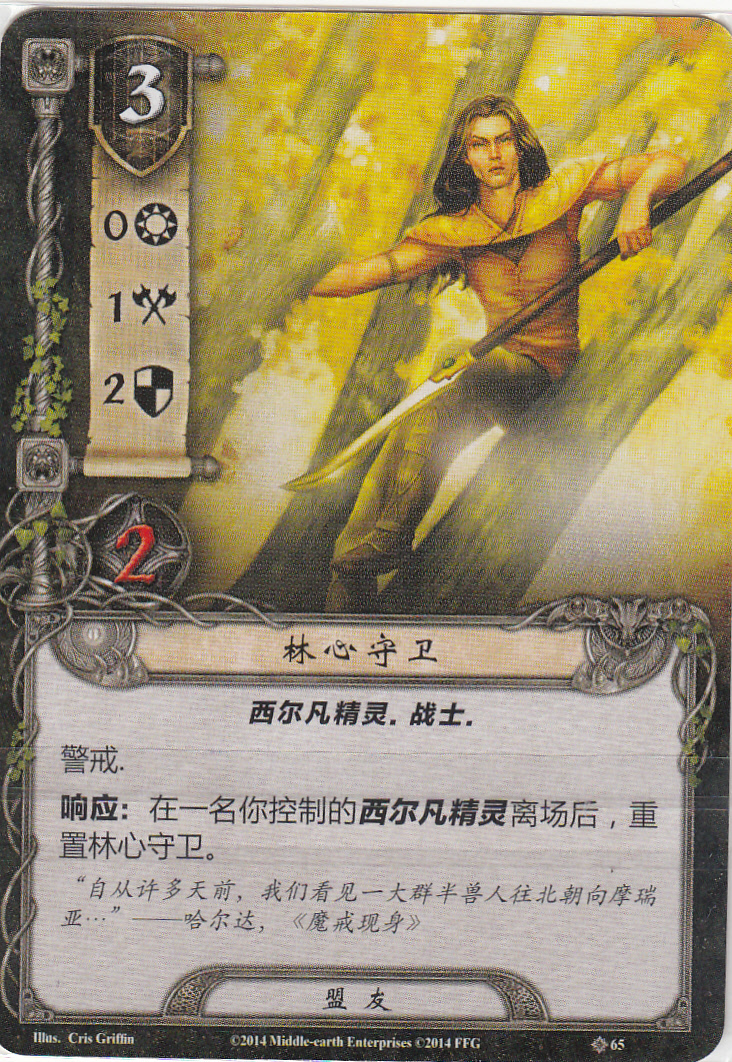 3
0
1
2
2
林心守卫
西尔凡精灵. 战士.
警戒.
响应: 在一名你控制的西尔凡精灵离场后，重
置林心守卫。
“自从许多天前，我们看见一大群半兽人往北朝向摩瑞
亚…” ——哈尔达，《魔戒现身》
盟友
Illus. Cris Griffin
©2014 Middle-earth Enterprises ©2014 FFG
65